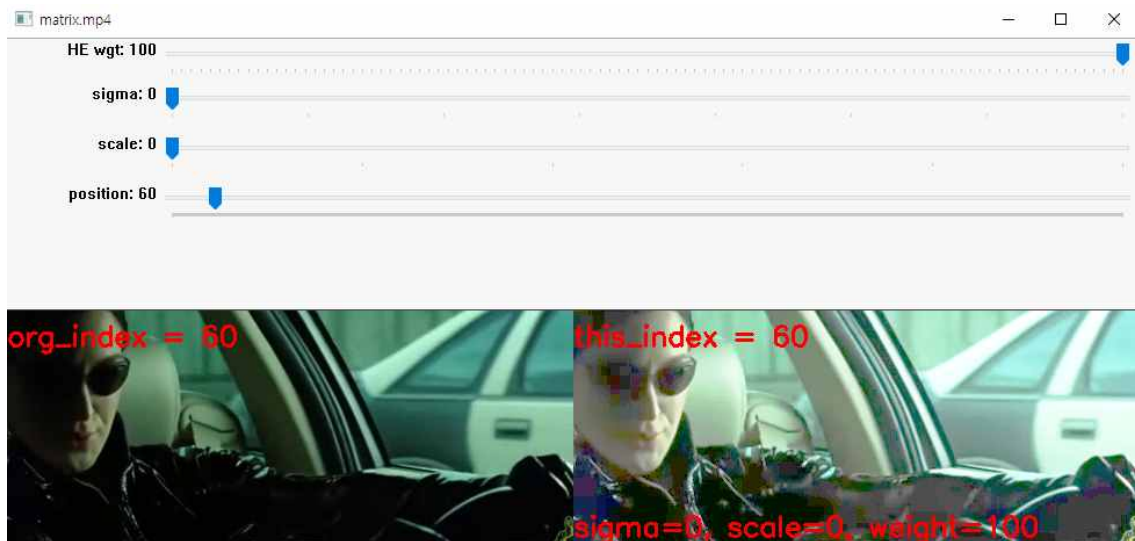 matrix.mp4
HE wgt: 100
sigma: 0
scale: 0
position: 60
org_index = 60
this_index = 60
sigma=0, scale=0, weight=100